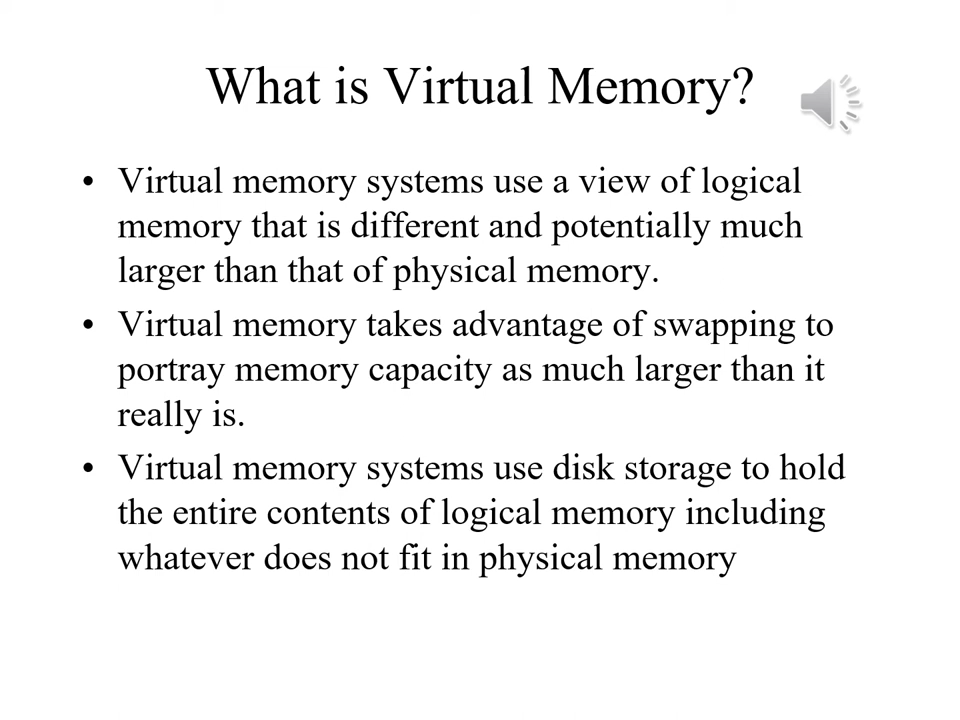 What is Virtual Memory?
• Virtual memory systems use a view of logical
memory that is different and potentially much
larger than that of physical memory.
• Virtual memory takes advantage of swapping to
portray memory capacity as much larger than it
really is.
• Virtual memory systems use disk storage to hold
the entire contents of logical memory including
whatever does not fit in physical memory